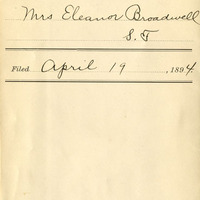 Mrs Eleanor Broadwell
S. F
Filed April 19, 1894.